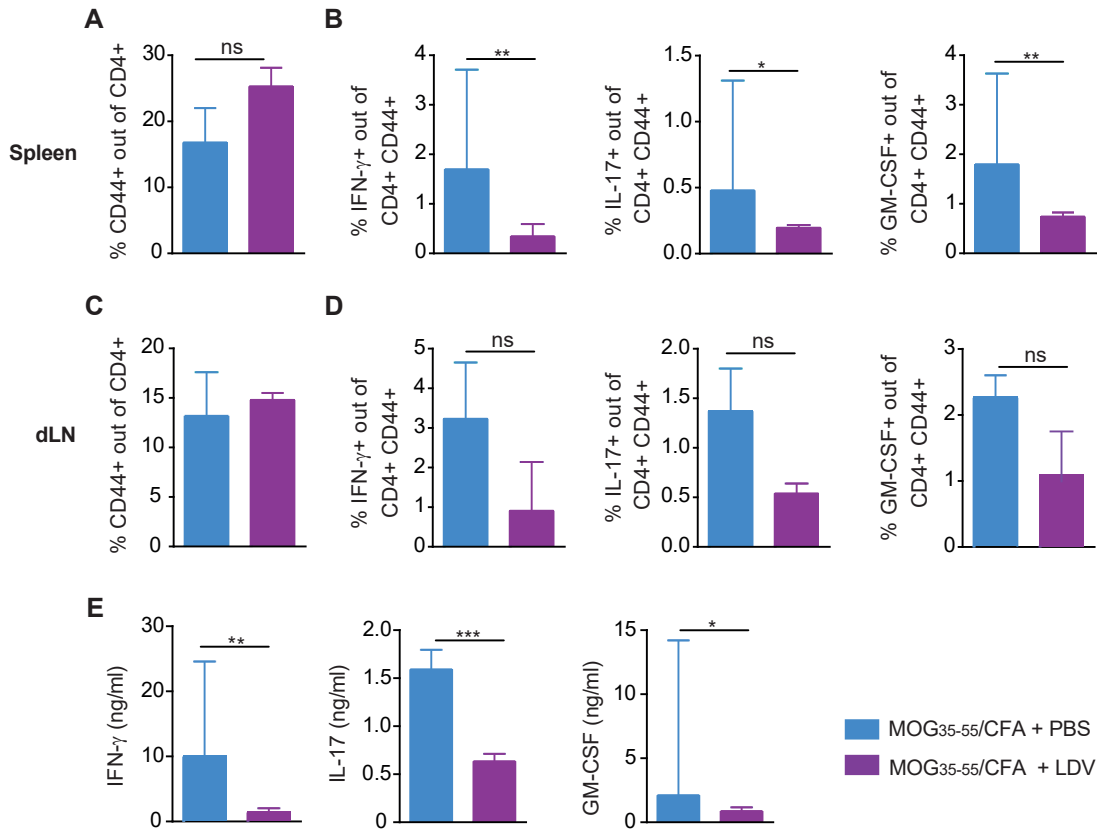 A
B
Spleen
% CD44+ out of CD4+
30
20
10
0
ns
% IFN-γ+ out of
CD4+ CD44+
4
3
2
1
0
**
% IL-17+ out of
CD4+ CD44+
1.5
1.0
0.5
0.0
*
% GM-CSF+ out of
CD4+ CD44+
4
3
2
1
0
**
C
D
dLN
% CD44+ out of CD4+
20
15
10
5
0
% IFN-γ+ out of
CD4+ CD44+
5
4
3
2
1
0
ns
% IL-17+ out of
CD4+ CD44+
2.0
1.5
1.0
0.5
0.0
ns
% GM-CSF+ out of
CD4+ CD44+
3
2
1
0
ns
E
IFN-γ (ng/ml)
30
20
10
0
**
IL-17 (ng/ml)
2.0
1.5
1.0
0.5
0.0
***
GM-CSF (ng/ml)
15
10
5
0
*
MOG35-55/CFA + PBS
MOG35-55/CFA + LDV